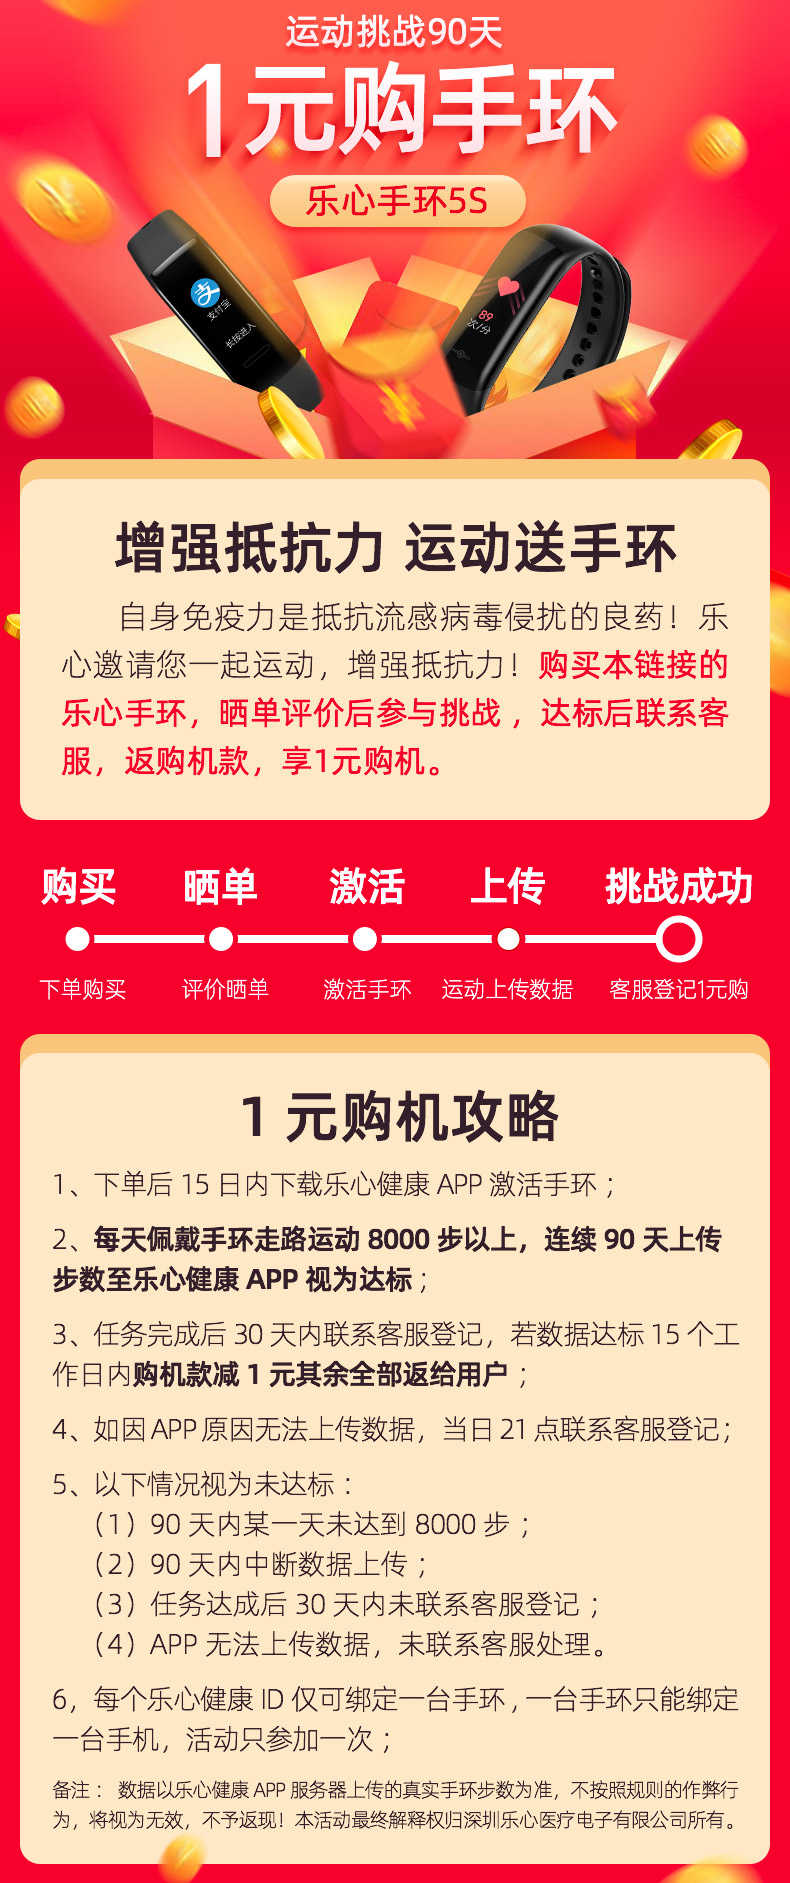 运动挑战90天
1元购手环
乐心手环5S
支付宝
长按进入
89
次/分
增强抵抗力 运动送手环
自身免疫力是抵抗流感病毒侵扰的良药！乐
心邀请您一起运动，增强抵抗力！购买本链接的
乐心手环，晒单评价后参与挑战，达标后联系客
服，返购机款，享1元购机。
购买 晒单 激活 上传 挑战成功
下单购买 评价晒单 激活手环 运动上传数据 客服登记1元购
1 元购机攻略
1、下单后 15 日内下载乐心健康 APP 激活手环；
2、每天佩戴手环走路运动 8000 步以上，连续 90 天上传
步数至乐心健康 APP 视为达标；
3、任务完成后 30 天内联系客服登记，若数据达标 15 个工
作日内购机款减 1 元其余全部返给用户；
4、如因 APP 原因无法上传数据，当日 21 点联系客服登记；
5、以下情况视为未达标：
（1）90 天内某一天未达到 8000 步；
（2）90 天内中断数据上传；
（3）任务达成后 30 天内未联系客服登记；
（4）APP 无法上传数据，未联系客服处理。
6，每个乐心健康 ID 仅可绑定一台手环，一台手环只能绑定
一台手机，活动只参加一次；
备注： 数据以乐心健康 APP 服务器上传的真实手环步数为准，不按照规则的作弊行
为，将视为无效，不予返现！本活动最终解释权归深圳乐心医疗电子有限公司所有。